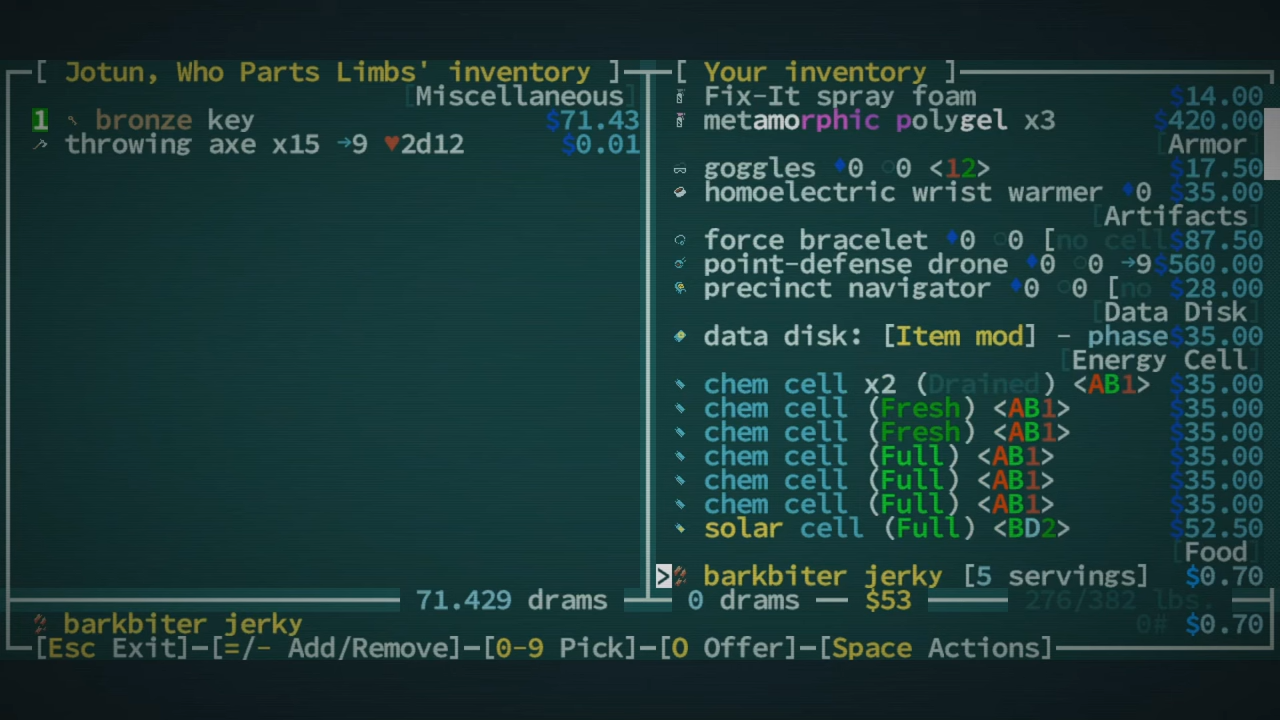 [ Jotun, Who Parts Limbs' inventory ]
[Miscellaneous]
1 bronze key $71.43
throwing axe x15 →9 ♥2d12 $0.01
71.429 drams
[ Your inventory ]
Fix-It spray foam $14.00
metamorphic polygel x3 $420.00
[Armor]
goggles ♦0 ○0 <12> $17.50
homoelectric wrist warmer ♦0 $35.00
[Artifacts]
force bracelet ♦0 ○0 [no cell $87.50
point-defense drone ♦0 ○0 →9 $560.00
precinct navigator ♦0 ○0 [no $28.00
[Data Disk]
data disk: [Item mod] - phase $35.00
[Energy Cell]
chem cell x2 (Drained) <AB1> $35.00
chem cell (Fresh) <AB1> $35.00
chem cell (Fresh) <AB1> $35.00
chem cell (Full) <AB1> $35.00
chem cell (Full) <AB1> $35.00
chem cell (Full) <AB1> $35.00
solar cell (Full) <BD2> $52.50
[Food]
> barkbiter jerky [5 servings] $0.70
0 drams — $53 276/382 lbs.
barkbiter jerky 0# $0.70
[Esc Exit]—[=/- Add/Remove]—[0-9 Pick]—[O Offer]—[Space Actions]